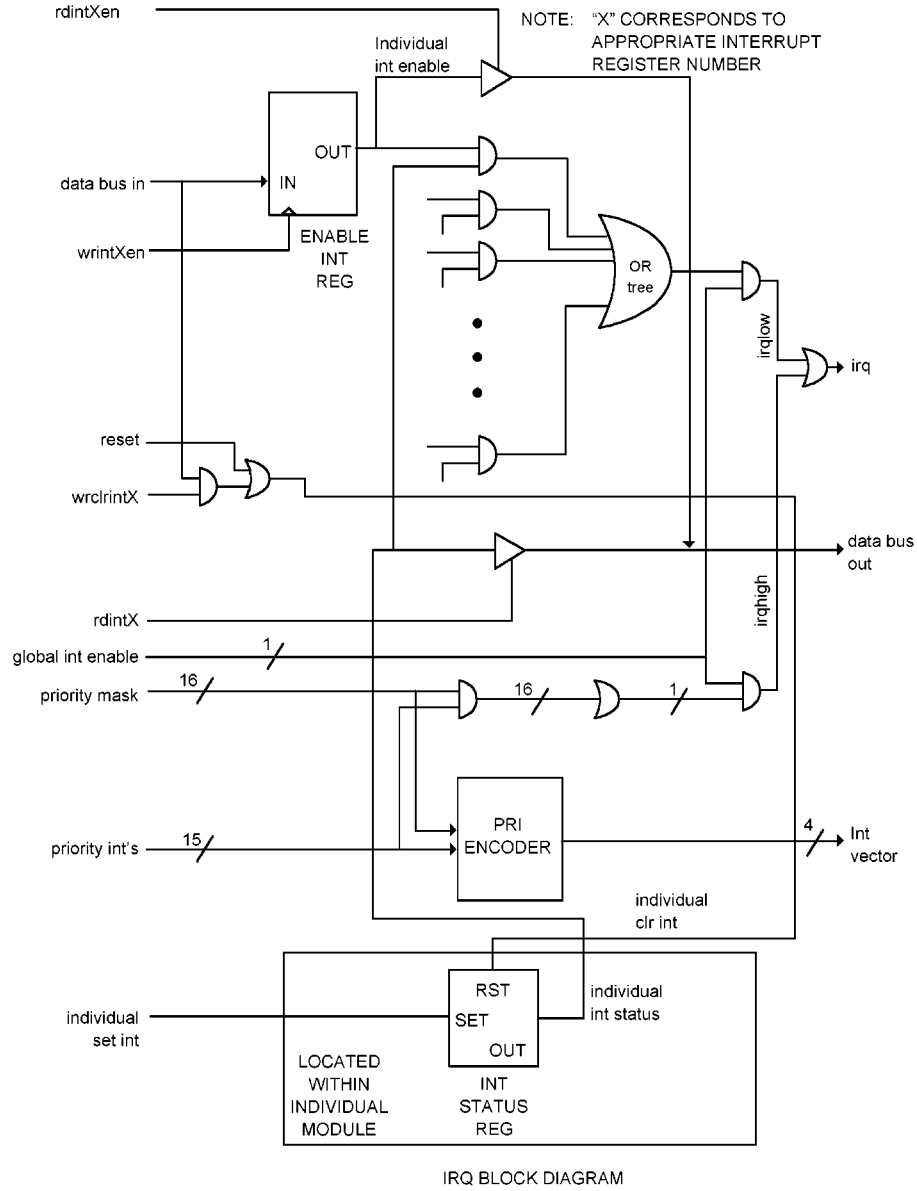 rdintXen
NOTE: “X” CORRESPONDS TO
APPROPRIATE INTERRUPT
REGISTER NUMBER
Individual
int enable
OUT
IN
data bus in
wrintXen
ENABLE
INT
REG
OR
tree
irqlow
irq
reset
wrclrintX
data bus
out
irqhigh
rdintX
global int enable
1
priority mask
16
16
1
PRI
ENCODER
priority int's
15
4
Int
vector
individual
clr int
RST
SET
OUT
individual
int status
individual
set int
LOCATED
WITHIN
INDIVIDUAL
MODULE
INT
STATUS
REG
IRQ BLOCK DIAGRAM